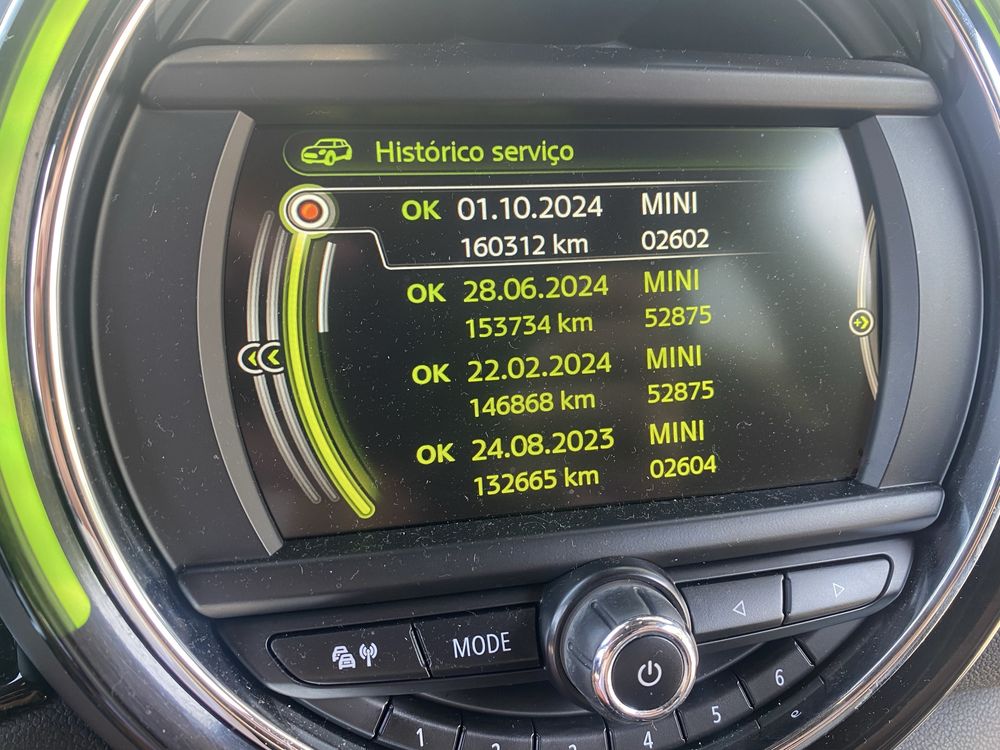 Histórico serviço
OK 01.10.2024 MINI
160312 km 02602
OK 28.06.2024 MINI
153734 km 52875
OK 22.02.2024 MINI
146868 km 52875
OK 24.08.2023 MINI
132665 km 02604
MODE
1 2 3 4 5 6